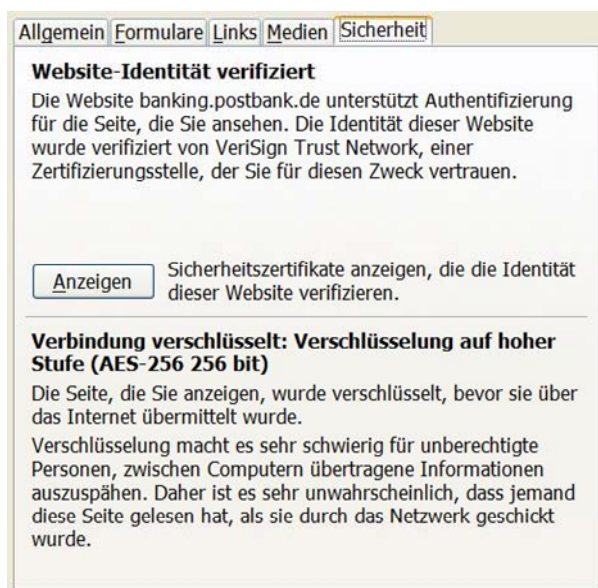 Allgemein Formulare Links Medien Sicherheit
Website-Identität verifiziert
Die Website banking.postbank.de unterstützt Authentifizierung
für die Seite, die Sie ansehen. Die Identität dieser Website
wurde verifiziert von VeriSign Trust Network, einer
Zertifizierungsstelle, der Sie für diesen Zweck vertrauen.
Anzeigen
Sicherheitszertifikate anzeigen, die die Identität
dieser Website verifizieren.
Verbindung verschlüsselt: Verschlüsselung auf hoher
Stufe (AES-256 256 bit)
Die Seite, die Sie anzeigen, wurde verschlüsselt, bevor sie über
das Internet übermittelt wurde.
Verschlüsselung macht es sehr schwierig für unberechtigte
Personen, zwischen Computern übertragene Informationen
auszuspähen. Daher ist es sehr unwahrscheinlich, dass jemand
diese Seite gelesen hat, als sie durch das Netzwerk geschickt
wurde.